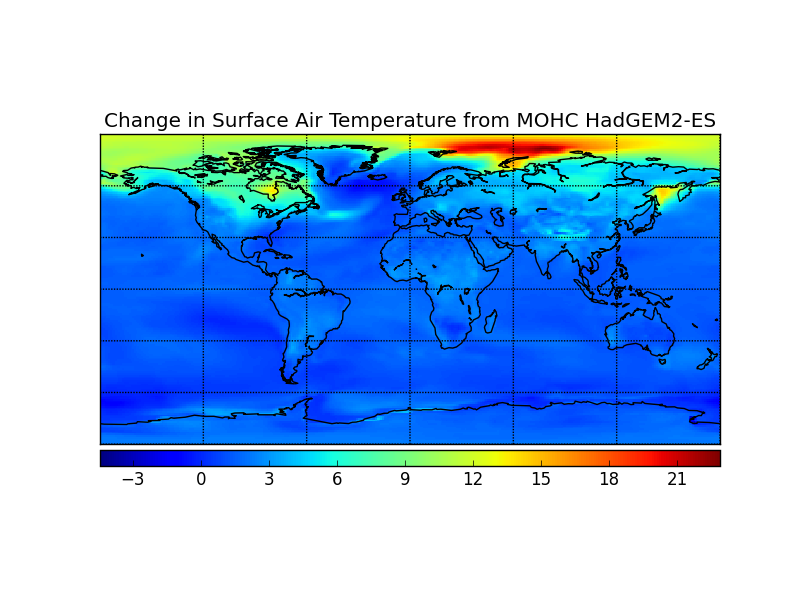 Change in Surface Air Temperature from MOHC HadGEM2-ES
−3 0 3 6 9 12 15 18 21